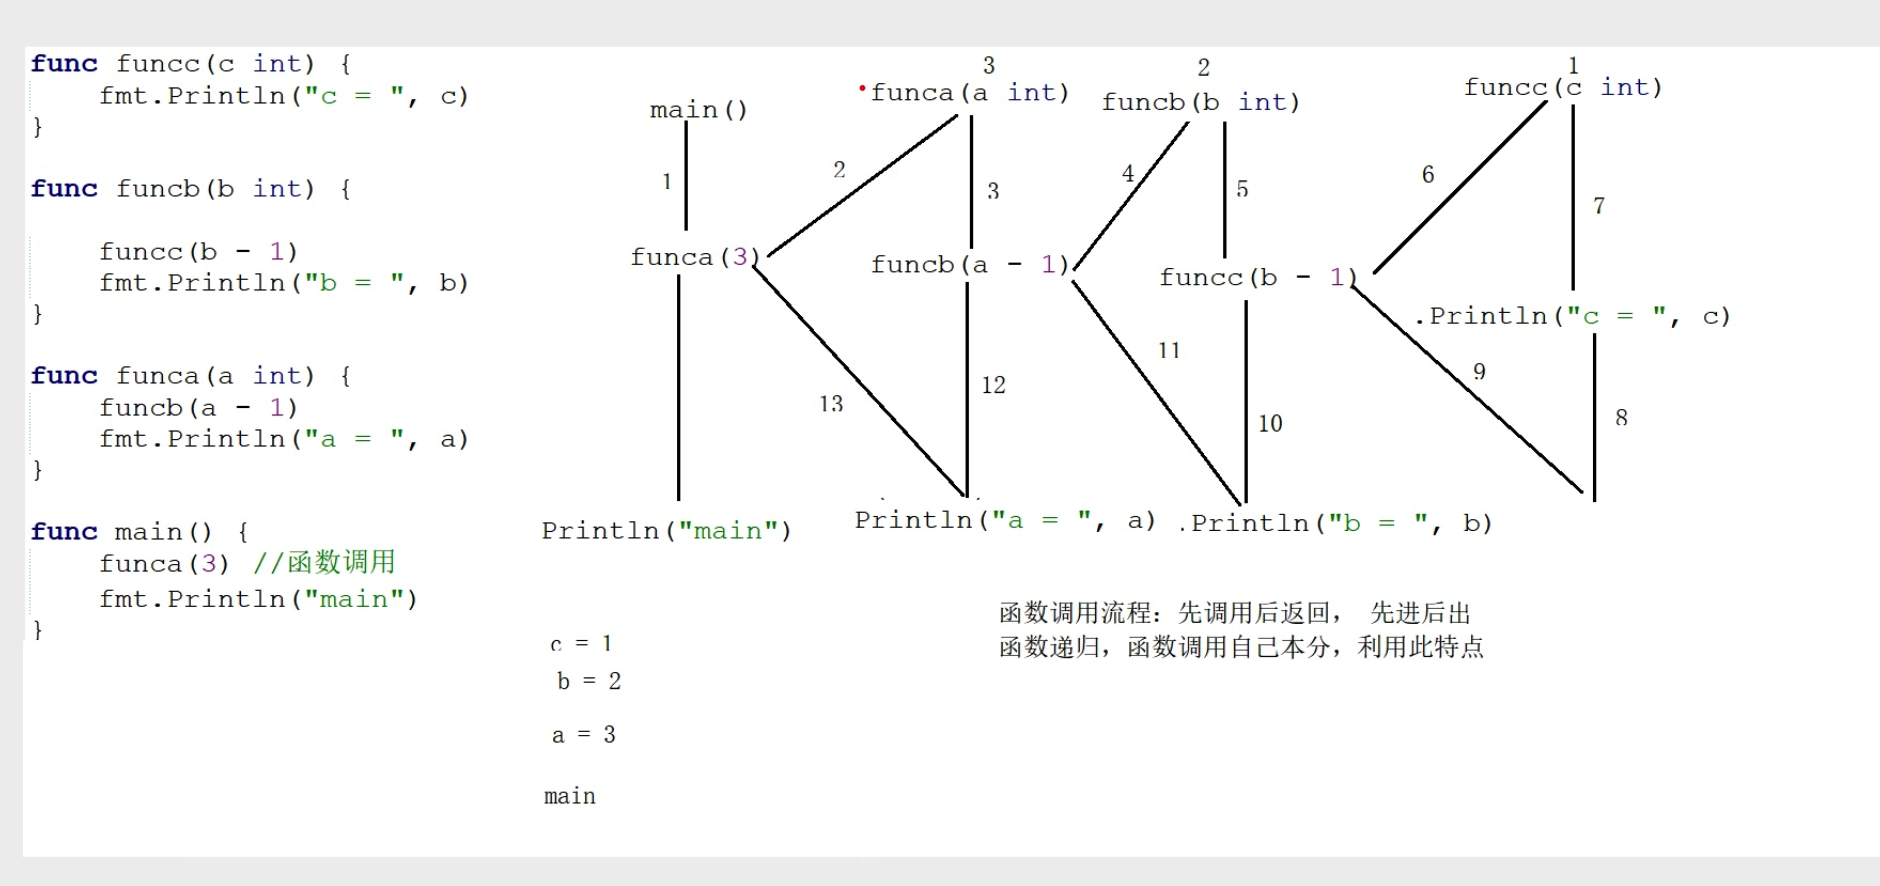 func funcc(c int) {
fmt.Println("c = ", c)
}
func funcb(b int) {
funcc(b - 1)
fmt.Println("b = ", b)
}
func funca(a int) {
funcb(a - 1)
fmt.Println("a = ", a)
}
func main() {
funca(3) //函数调用
fmt.Println("main")
}
main()
1
funca(3)
Println("main")
3
funca(a int)
2
3
funcb(a - 1)
13
12
Println("a = ", a)
2
funcb(b int)
4
5
funcc(b - 1)
11
10
.Println("b = ", b)
1
funcc(c int)
6
7
.Println("c = ", c)
9
8
c = 1
b = 2
a = 3
main
函数调用流程：先调用后返回， 先进后出
函数递归，函数调用自己本分，利用此特点